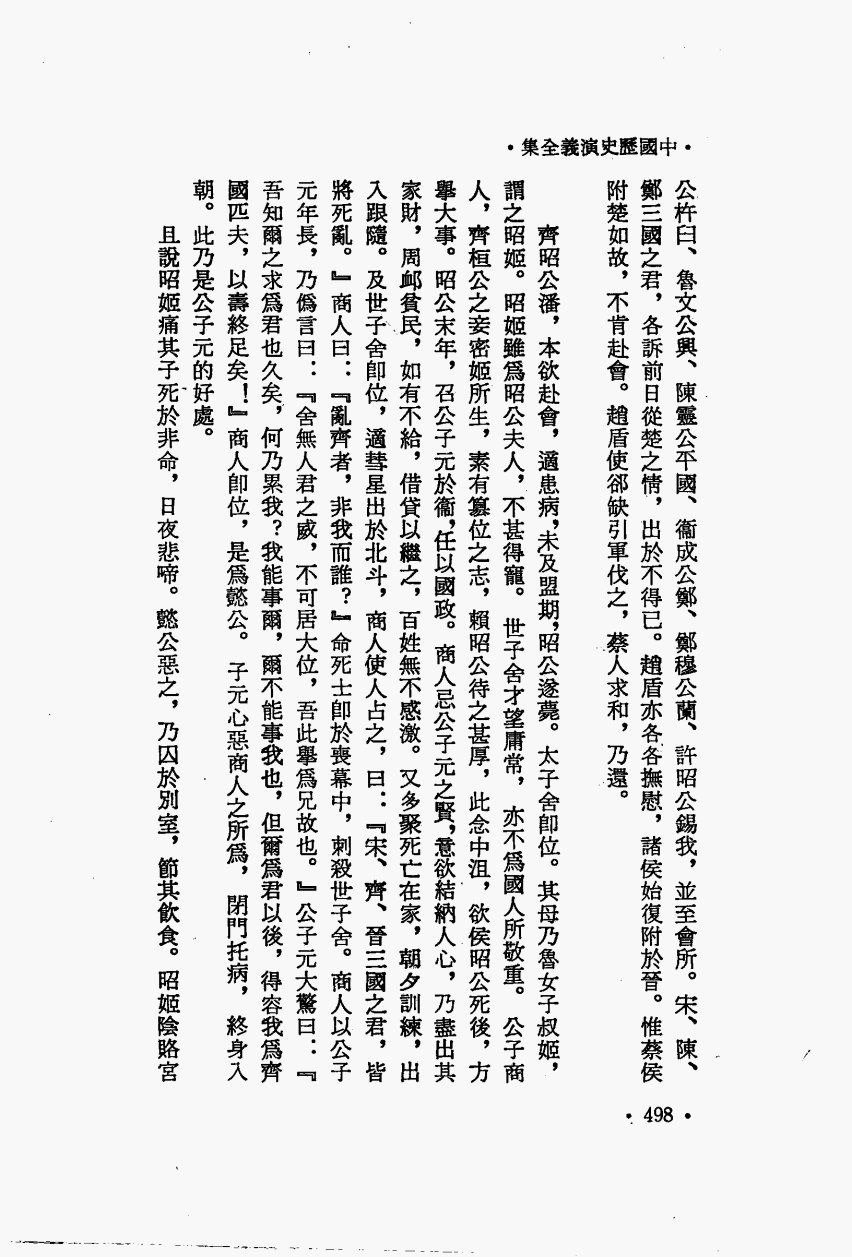 ·中國歷史演義全集·
公杵臼、魯文公興、陳靈公平國、衞成公鄭、鄭穆公蘭、許昭公錫我，並至會所。宋、陳、
鄭三國之君，各訴前日從楚之情，出於不得已。趙盾亦各各撫慰，諸侯始復附於晉。惟蔡侯
附楚如故，不肯赴會。趙盾使郤缺引軍伐之，蔡人求和，乃還。
齊昭公潘，本欲赴會，適患病，未及盟期，昭公遂薨。太子舍卽位。其母乃魯女子叔姬，
謂之昭姬。昭姬雖爲昭公夫人，不甚得寵。世子舍才望庸常，亦不爲國人所敬重。公子商
人，齊桓公之妾密姬所生，素有篡位之志，賴昭公待之甚厚，此念中沮，欲侯昭公死後，方
舉大事。昭公末年，召公子元於衞，任以國政。商人忌公子元之賢，意欲結納人心，乃盡出其
家財，周邺貧民，如有不給，借貸以繼之，百姓無不感激。又多聚死亡在家，朝夕訓練，出
入跟隨。及世子舍卽位，適彗星出於北斗，商人使人占之，曰：『宋、齊、晉三國之君，皆
將死亂。』商人曰：『亂齊者，非我而誰？』命死士卽於喪幕中，刺殺世子舍。商人以公子
元年長，乃僞言曰：『舍無人君之威，不可居大位，吾此舉爲兄故也。』公子元大驚曰：『
吾知爾之求爲君也久矣，何乃累我？我能事爾，爾不能事我也，但爾爲君以後，得容我爲齊
國匹夫，以壽終足矣！』商人卽位，是爲懿公。子元心惡商人之所爲，閉門托病，終身入
朝。此乃是公子元的好處。
且說昭姬痛其子死於非命，日夜悲啼。懿公惡之，乃囚於別室，節其飲食。昭姬陰賂宮
·498·